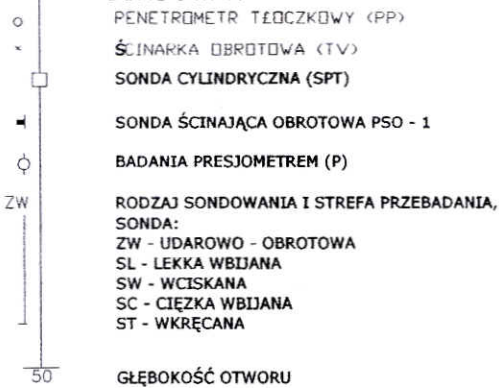 PENETROMETR TŁOCZKOWY (PP)
ŚCINARKA OBROTOWA (TV)
SONDA CYLINDRYCZNA (SPT)
SONDA ŚCINAJĄCA OBROTOWA PSO - 1
BADANIA PRESJOMETREM (P)
ZW RODZAJ SONDOWANIA I STREFA PRZEBADANIA,
SONDA:
ZW - UDAROWO - OBROTOWA
SL - LEKKA WBIJANA
SW - WCISKANA
SC - CIĘZKA WBIJANA
ST - WKRĘCANA
50 GŁĘBOKOŚĆ OTWORU